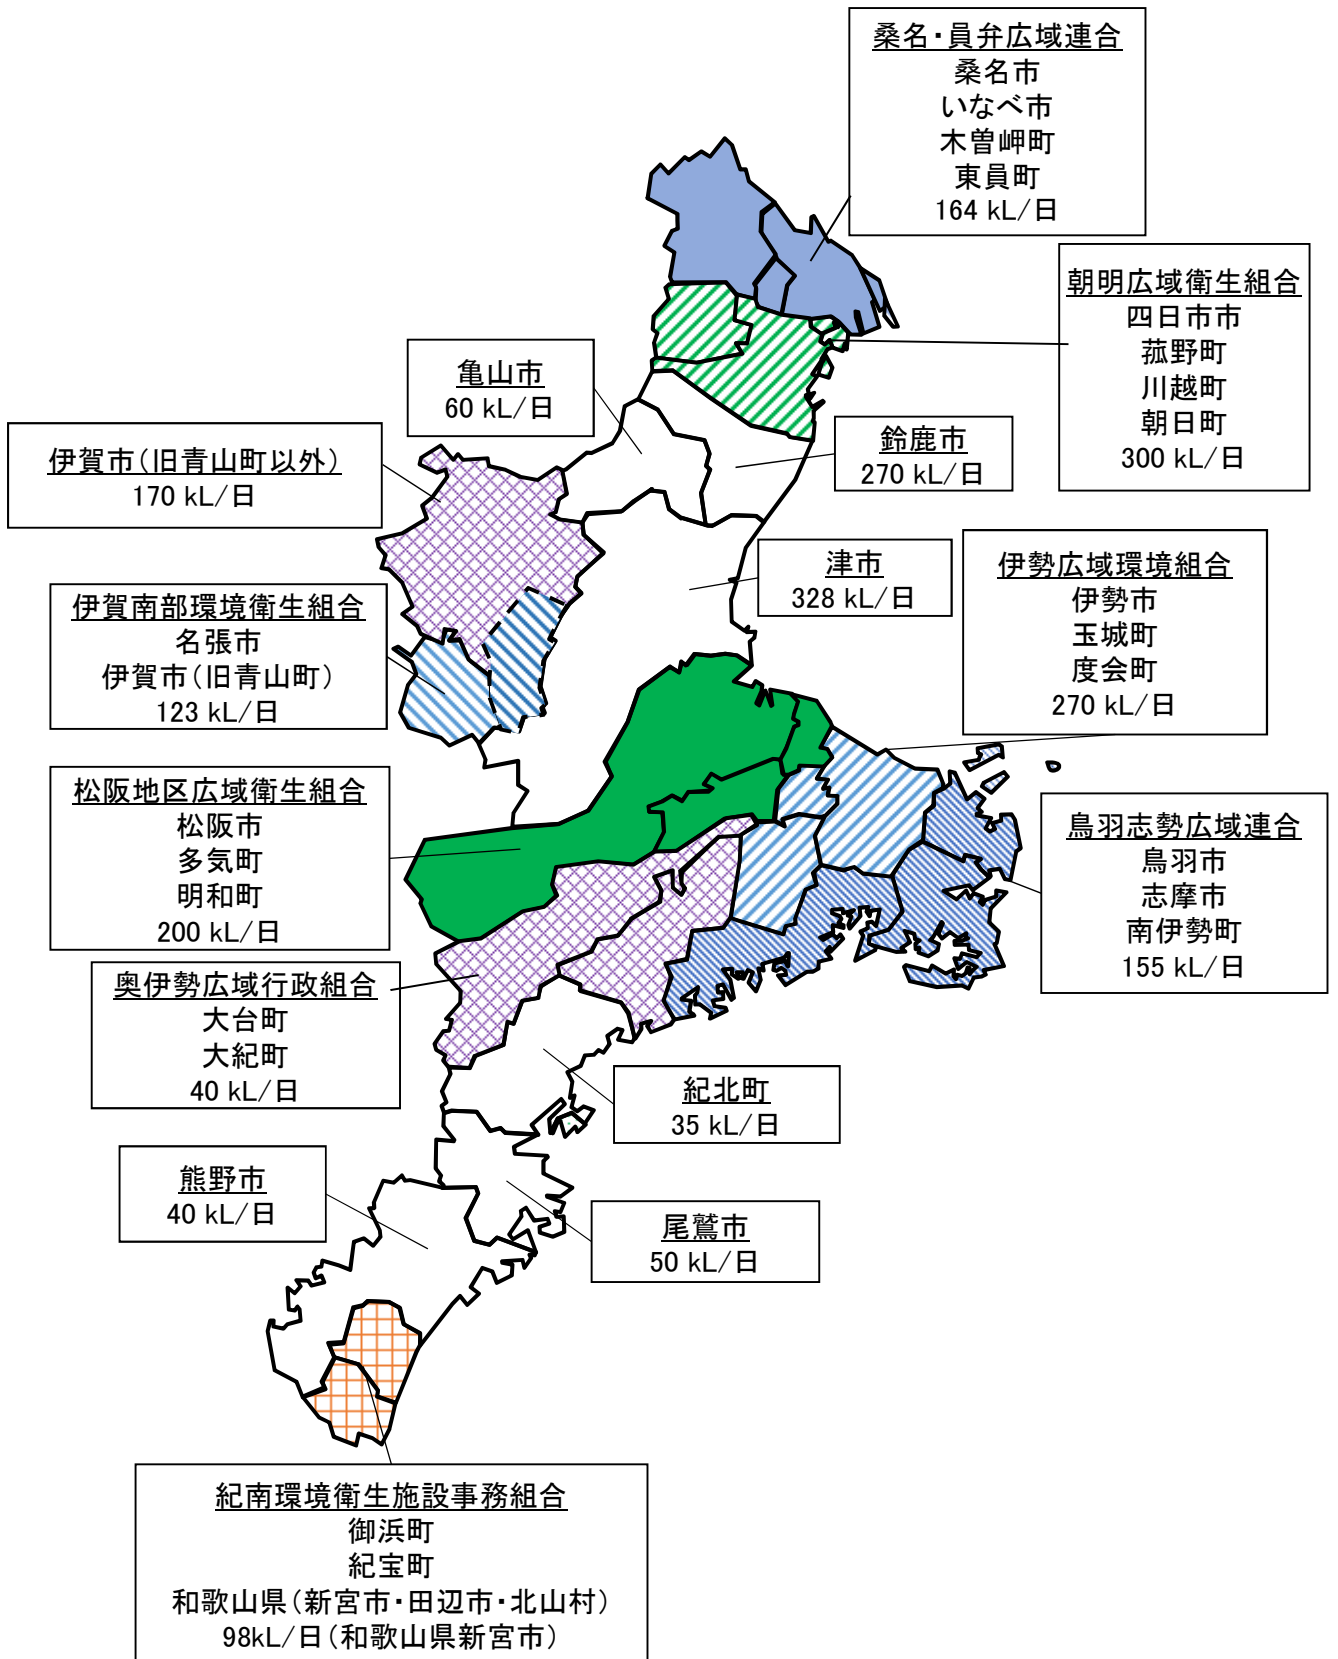 桑名・員弁広域連合
桑名市
いなべ市
木曽岬町
東員町
164 kL/日
朝明広域衛生組合
四日市市
菰野町
川越町
朝日町
300 kL/日
亀山市
60 kL/日
鈴鹿市
270 kL/日
伊賀市（旧青山町以外）
170 kL/日
津市
328 kL/日
伊勢広域環境組合
伊勢市
玉城町
度会町
270 kL/日
伊賀南部環境衛生組合
名張市
伊賀市（旧青山町）
123 kL/日
松阪地区広域衛生組合
松阪市
多気町
明和町
200 kL/日
鳥羽志勢広域連合
鳥羽市
志摩市
南伊勢町
155 kL/日
奥伊勢広域行政組合
大台町
大紀町
40 kL/日
紀北町
35 kL/日
熊野市
40 kL/日
尾鷲市
50 kL/日
紀南環境衛生施設事務組合
御浜町
紀宝町
和歌山県（新宮市・田辺市・北山村）
98kL/日（和歌山県新宮市）